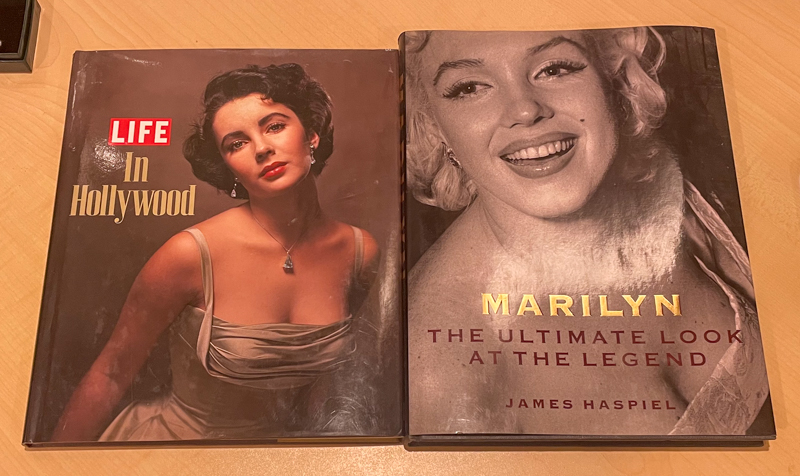 LIFE
In
Hollywood
MARILYN
THE ULTIMATE LOOK
AT THE LEGEND
JAMES HASPIEL